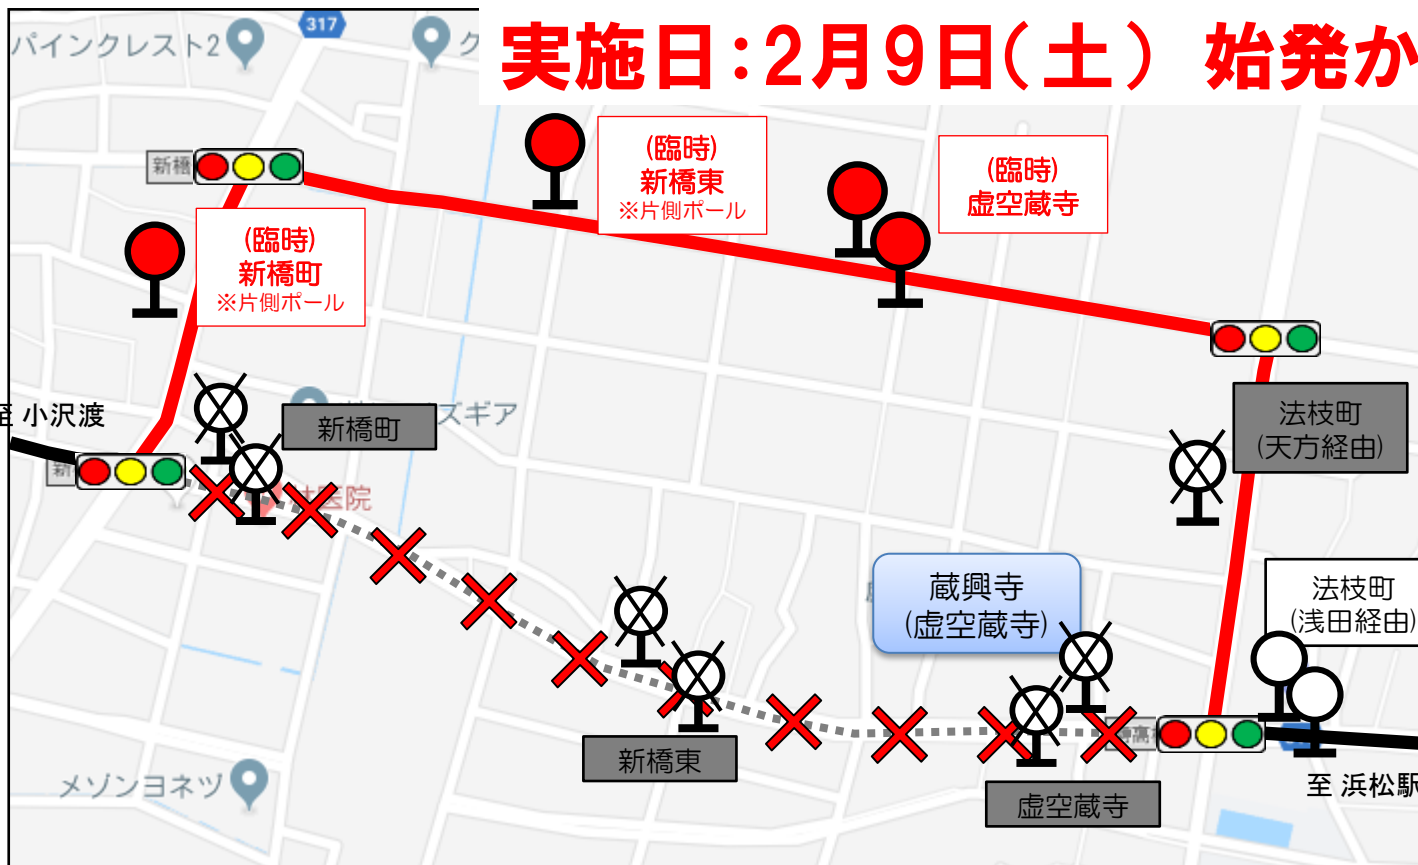 実施日：2月9日（土） 始発か
317
パインクレスト2
ク
(臨時)
新橋東
※片側ポール
(臨時)
虚空蔵寺
新橋
(臨時)
新橋町
※片側ポール
至 小沢渡
新橋町
ズギア
法枝町
(天方経由)
医院
蔵興寺
(虚空蔵寺)
法枝町
(浅田経由)
新橋東
メゾンヨネヅ
虚空蔵寺
至 浜松駅